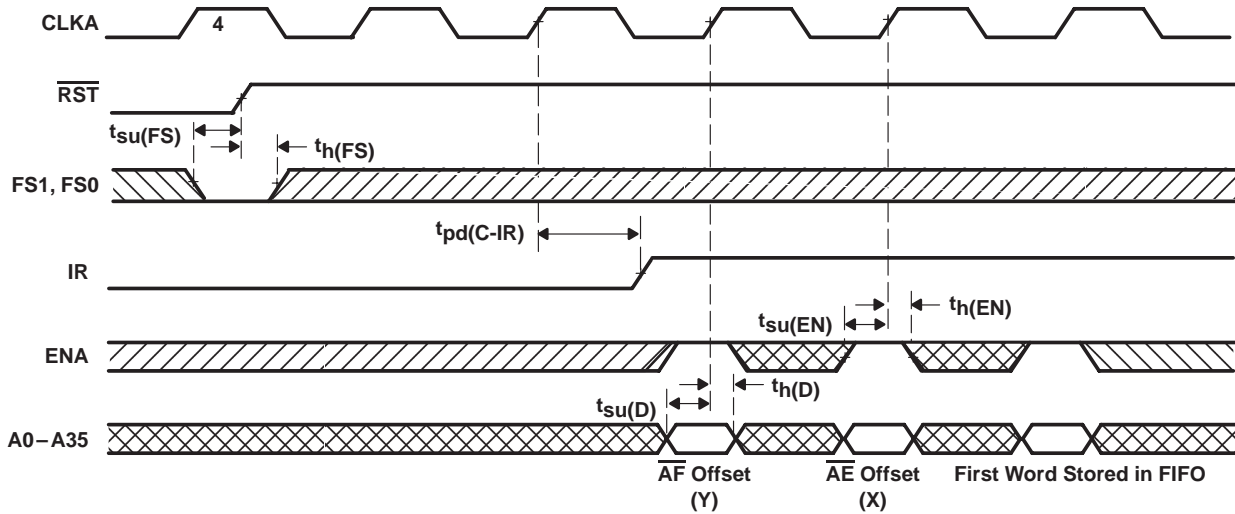 CLKA
4
RST
tsu(FS)
th(FS)
FS1, FS0
tpd(C-IR)
IR
th(EN)
tsu(EN)
ENA
th(D)
tsu(D)
A0–A35
AF Offset
(Y)
AE Offset
(X)
First Word Stored in FIFO